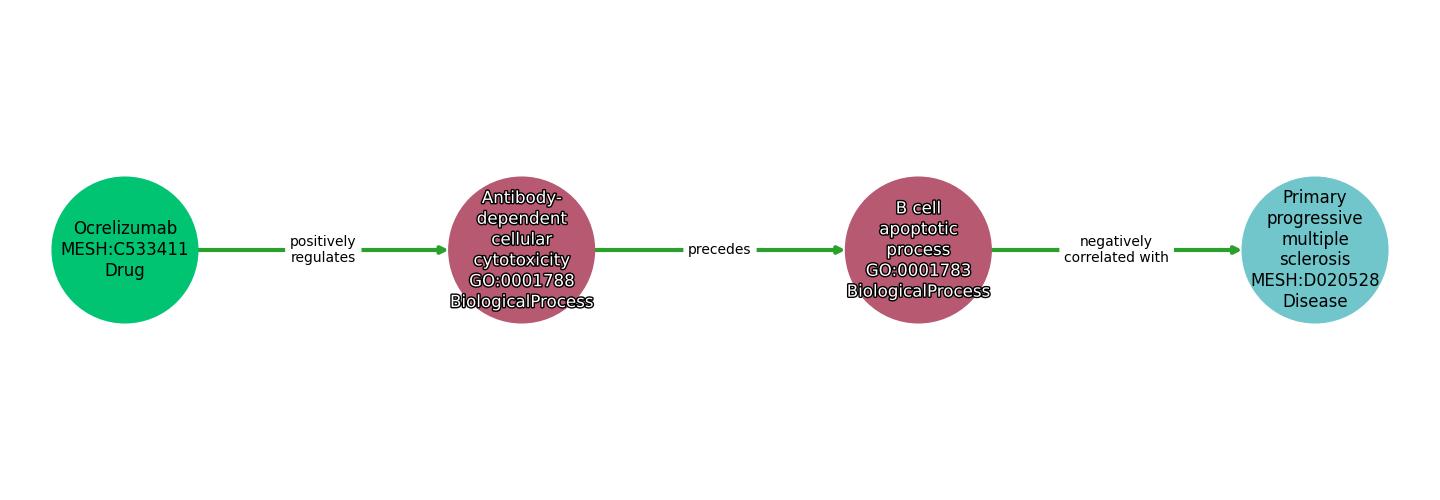 Ocrelizumab
MESH:C533411
Drug
positively
regulates
Antibody-
dependent
cellular
cytotoxicity
GO:0001788
BiologicalProcess
precedes
B cell
apoptotic
process
GO:0001783
BiologicalProcess
negatively
correlated with
Primary
progressive
multiple
sclerosis
MESH:D020528
Disease